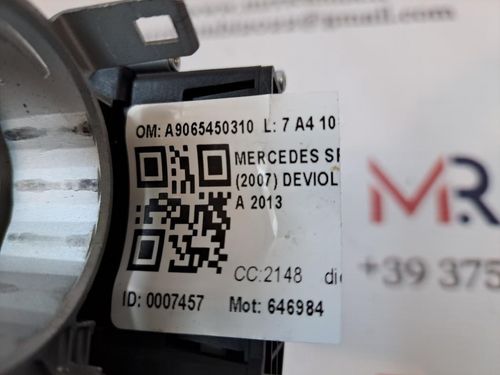 OM: A9065450310 L: 7 A4 10
MERCEDES SP
(2007) DEVIOL
A 2013
CC:2148 die
ID: 0007457 Mot: 646984
MR
+39 375